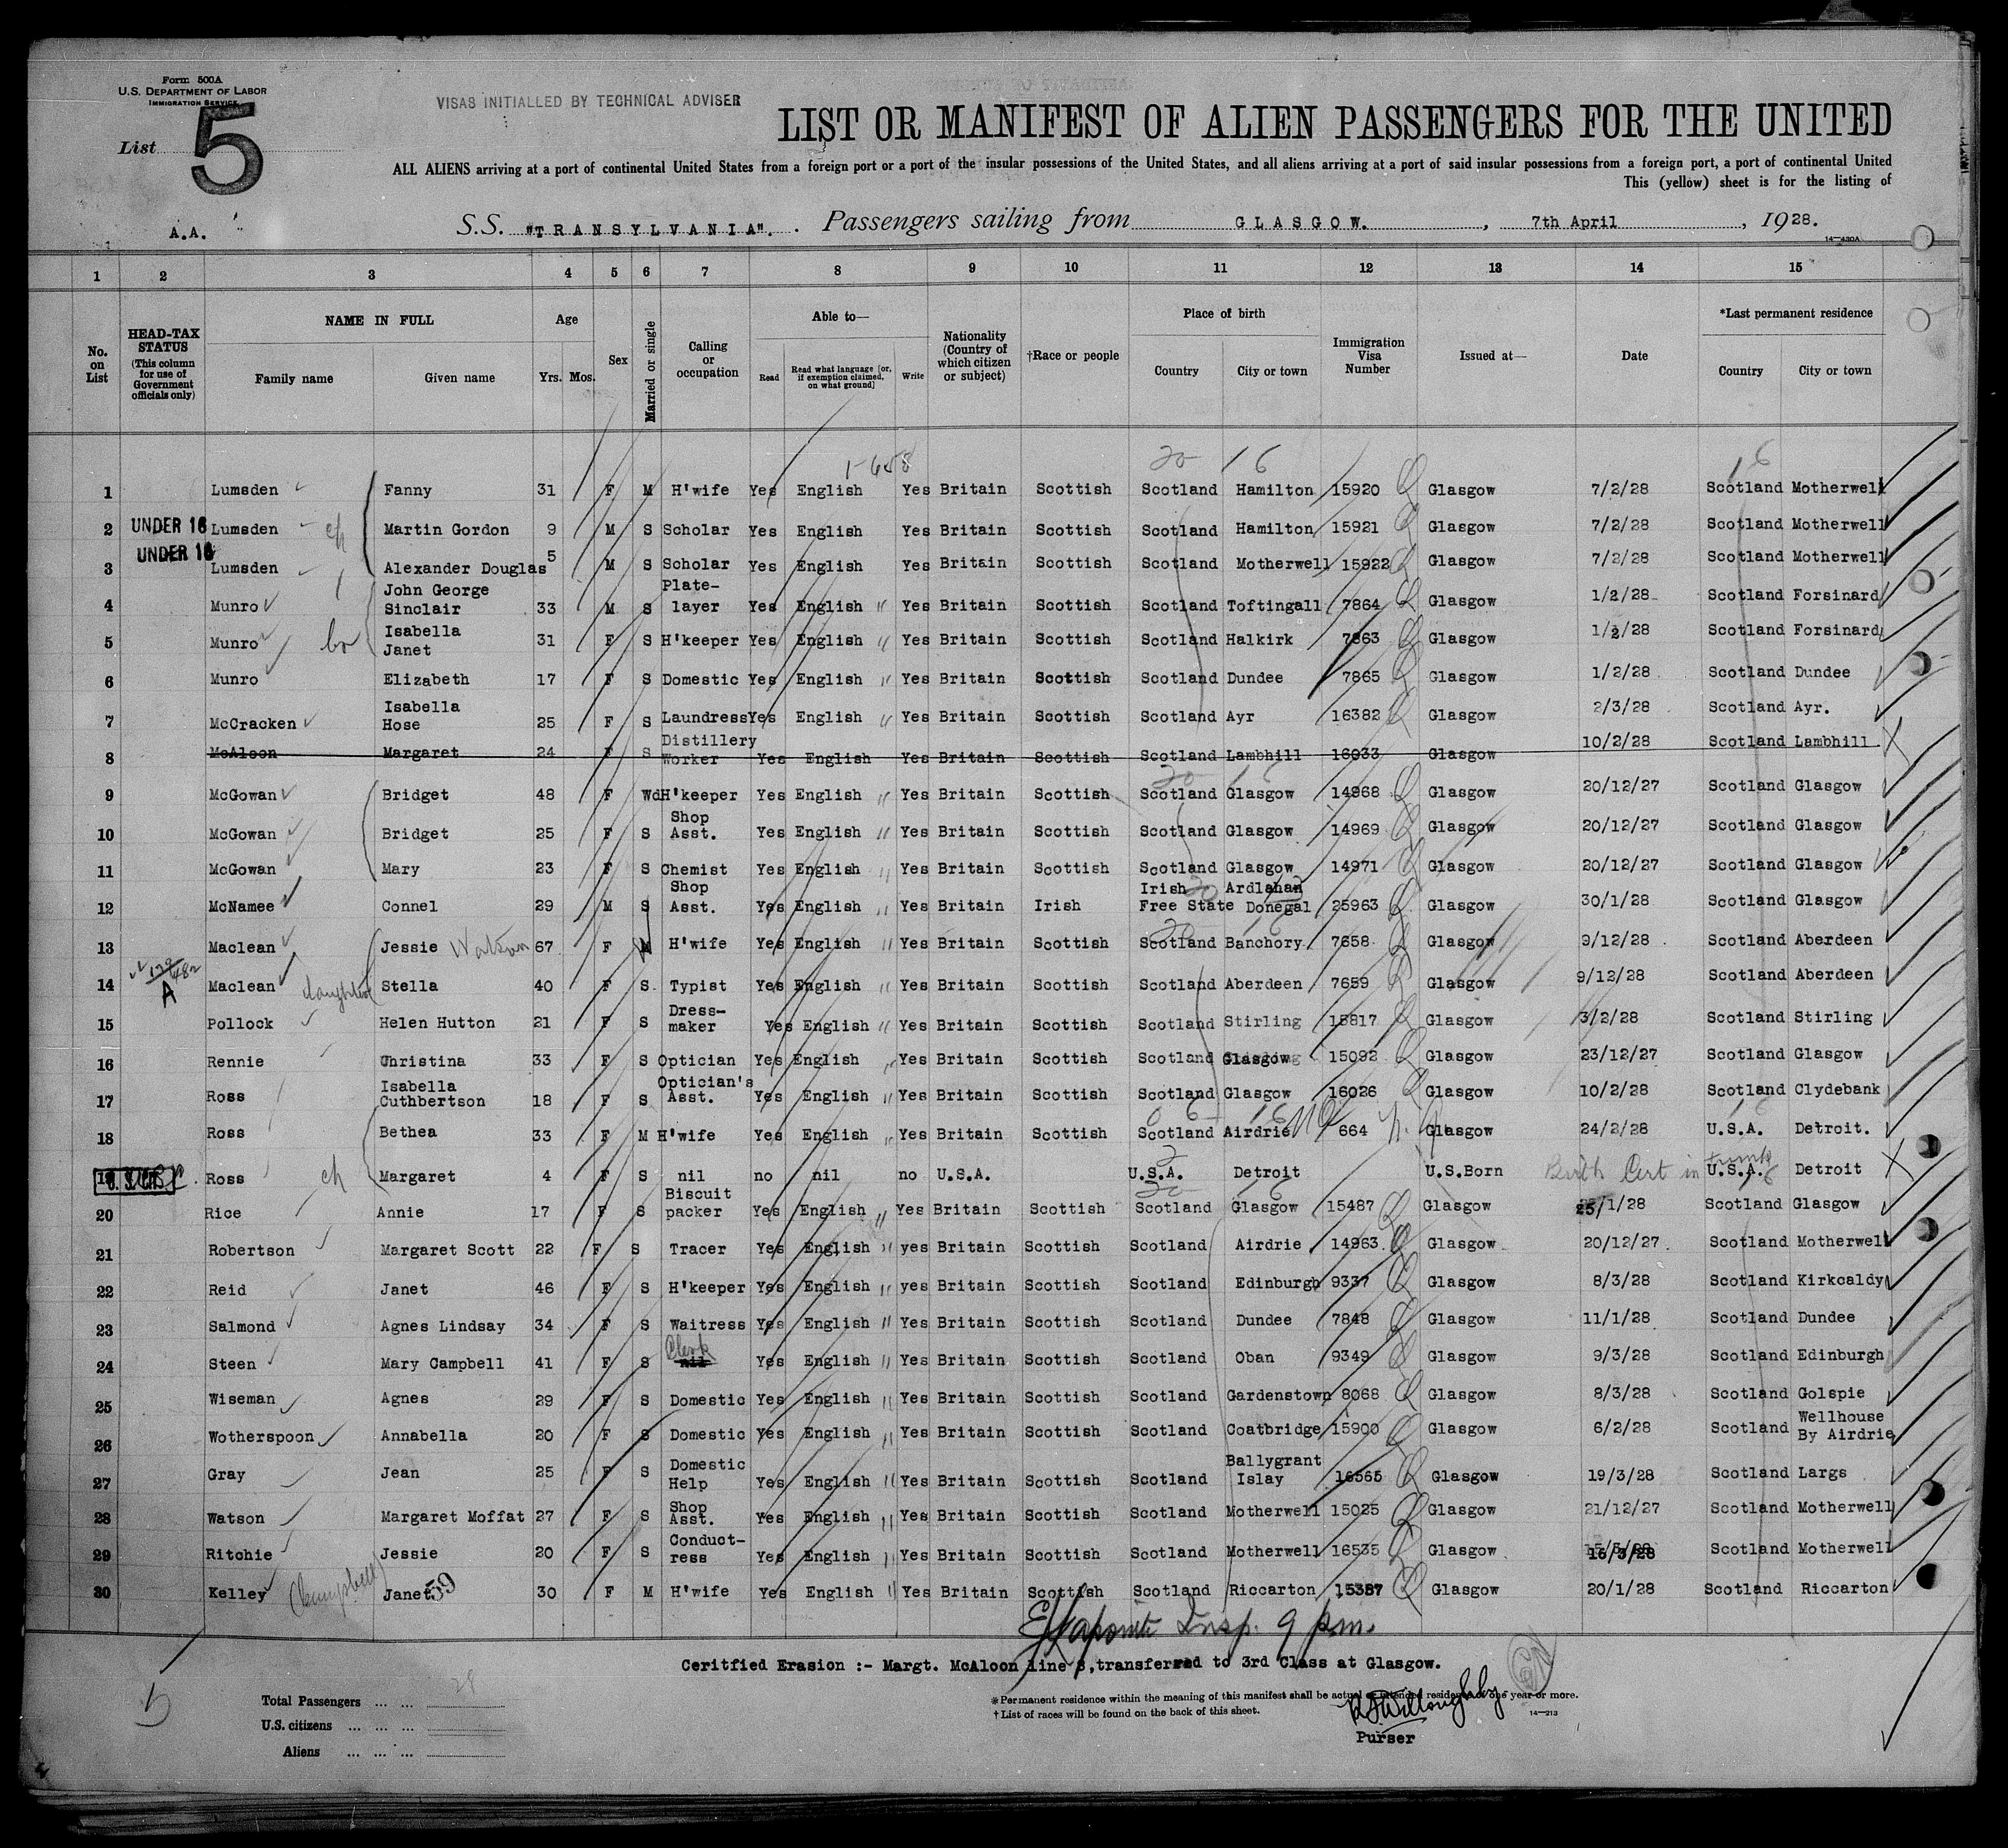 Form 500A
U.S. DEPARTMENT OF LABOR
IMMIGRATION SERVICE
List 5
VISAS INITIALLED BY TECHNICAL ADVISER
LIST OR MANIFEST OF ALIEN PASSENGERS FOR THE UNITED
ALL ALIENS arriving at a port of continental United States from a foreign port or a port of the insular possessions of the United States, and all aliens arriving at a port of said insular possessions from a foreign port, a port of continental United
This (yellow) sheet is for the listing of
A.A. S.S. "TRANSYLVANIA". Passengers sailing from GLASGOW. , 7th April , 1928.
14—430A
1 2 3 4 5 6 7 8 9 10 11 12 13 14 15
No. on List HEAD-TAX STATUS (This column for use of Government officials only) NAME IN FULL Family name Given name Age Yrs. Mos. Sex Married or single Calling or occupation Able to— Read Read what language [or, if exemption claimed, on what ground] Write Nationality (Country of which citizen or subject) †Race or people Place of birth Country City or town Immigration Visa Number Issued at— Date *Last permanent residence Country City or town
1-658 20 16 16
1 Lumsden Fanny 31 F M H'wife Yes English Yes Britain Scottish Scotland Hamilton 15920 Glasgow 7/2/28 Scotland Motherwell
2 UNDER 16 Lumsden ch Martin Gordon 9 M S Scholar Yes English Yes Britain Scottish Scotland Hamilton 15921 Glasgow 7/2/28 Scotland Motherwell
3 UNDER 16 Lumsden Alexander Douglas 5 M S Scholar Yes English Yes Britain Scottish Scotland Motherwell 15922 Glasgow 7/2/28 Scotland Motherwell
4 Munro John George Sinclair 33 M S Plate-layer Yes English " Yes Britain Scottish Scotland Toftingall 7864 Glasgow 1/2/28 Scotland Forsinard
5 Munro Isabella Janet 31 F S H'keeper Yes English " Yes Britain Scottish Scotland Halkirk 7863 Glasgow 1/2/28 Scotland Forsinard
6 Munro Elizabeth 17 F S Domestic Yes English " Yes Britain Scottish Scotland Dundee 7865 Glasgow 1/2/28 Scotland Dundee
7 McCracken Isabella Hose 25 F S Laundress Yes English " Yes Britain Scottish Scotland Ayr 16382 Glasgow 2/3/28 Scotland Ayr.
8 McAloon Margaret 24 F S Distillery Worker Yes English Yes Britain Scottish Scotland Lambhill 16033 Glasgow 10/2/28 Scotland Lambhill
9 McGowan Bridget 48 F Wd H'keeper Yes English " Yes Britain Scottish Scotland Glasgow 14968 Glasgow 20/12/27 Scotland Glasgow
10 McGowan Bridget 25 F S Shop Asst. Yes English " Yes Britain Scottish Scotland Glasgow 14969 Glasgow 20/12/27 Scotland Glasgow
11 McGowan Mary 23 F S Chemist Yes English " Yes Britain Scottish Scotland Glasgow 14971 Glasgow 20/12/27 Scotland Glasgow
12 McNamee Connel 29 M S Shop Asst. Yes English " Yes Britain Irish Irish Free State Ardlahan Donegal 25963 Glasgow 30/1/28 Scotland Glasgow
13 Maclean Jessie Watson 67 F H'wife Yes English " Yes Britain Scottish Scotland Banchory 7658 Glasgow 9/12/28 Scotland Aberdeen
14 A Maclean daughter Stella 40 F S Typist Yes English " Yes Britain Scottish Scotland Aberdeen 7659 Glasgow 9/12/28 Scotland Aberdeen
15 Pollock Helen Hutton 21 F S Dress-maker Yes English " Yes Britain Scottish Scotland Stirling 15817 Glasgow 3/2/28 Scotland Stirling
16 Rennie Christina 33 F S Optician Yes English " Yes Britain Scottish Scotland Glasgow 15092 Glasgow 23/12/27 Scotland Glasgow
17 Ross Isabella Cuthbertson 18 F S Optician's Asst. Yes English " Yes Britain Scottish Scotland Glasgow 16026 Glasgow 10/2/28 Scotland Clydebank
18 Ross Bethea 33 F M H'wife Yes English " Yes Britain Scottish Scotland Airdrie 664 Glasgow 24/2/28 U.S.A. Detroit.
19 Ross ch Margaret 4 F S nil no nil no U.S.A. U.S.A. Detroit U.S.Born Birth Cert in trunk U.S.A. Detroit
20 Rice Annie 17 F S Biscuit packer Yes English " Yes Britain Scottish Scotland Glasgow 15487 Glasgow 25/1/28 Scotland Glasgow
21 Robertson Margaret Scott 22 F S Tracer Yes English " yes Britain Scottish Scotland Airdrie 14963 Glasgow 20/12/27 Scotland Motherwell
22 Reid Janet 46 F S H'keeper Yes English " yes Britain Scottish Scotland Edinburgh 9337 Glasgow 8/3/28 Scotland Kirkcaldy
23 Salmond Agnes Lindsay 34 F S Waitress Yes English " Yes Britain Scottish Scotland Dundee 7848 Glasgow 11/1/28 Scotland Dundee
24 Steen Mary Campbell 41 F S Clerk nil Yes English " Yes Britain Scottish Scotland Oban 9349 Glasgow 9/3/28 Scotland Edinburgh
25 Wiseman Agnes 29 F S Domestic Yes English " Yes Britain Scottish Scotland Gardenstown 8068 Glasgow 8/3/28 Scotland Golspie
26 Wotherspoon Annabella 20 F S Domestic Yes English " Yes Britain Scottish Scotland Coatbridge 15900 Glasgow 6/2/28 Scotland Wellhouse By Airdrie
27 Gray Jean 25 F S Domestic Help Yes English " Yes Britain Scottish Scotland Ballygrant Islay 16565 Glasgow 19/3/28 Scotland Largs
28 Watson Margaret Moffat 27 F S Shop Asst. Yes English " Yes Britain Scottish Scotland Motherwell 15025 Glasgow 21/12/27 Scotland Motherwell
29 Ritchie Jessie 20 F S Conduct-ress Yes English " Yes Britain Scottish Scotland Motherwell 16535 Glasgow 16/3/28 Scotland Motherwell
30 Kelley (Campbell) Janet 59 30 F M H'wife Yes English " Yes Britain Scottish Scotland Riccarton 15387 Glasgow 20/1/28 Scotland Riccarton
Insp. 9 p.m.
Ceritfied Erasion :- Margt. McAloon line 8,transferred to 3rd Class at Glasgow.
Total Passengers ... ... 28
U.S. citizens ... ... ...
Aliens ... ... ...
*Permanent residence within the meaning of this manifest shall be actual or intended residence of one year or more.
†List of races will be found on the back of this sheet.
14—213
Willoughby
Purser